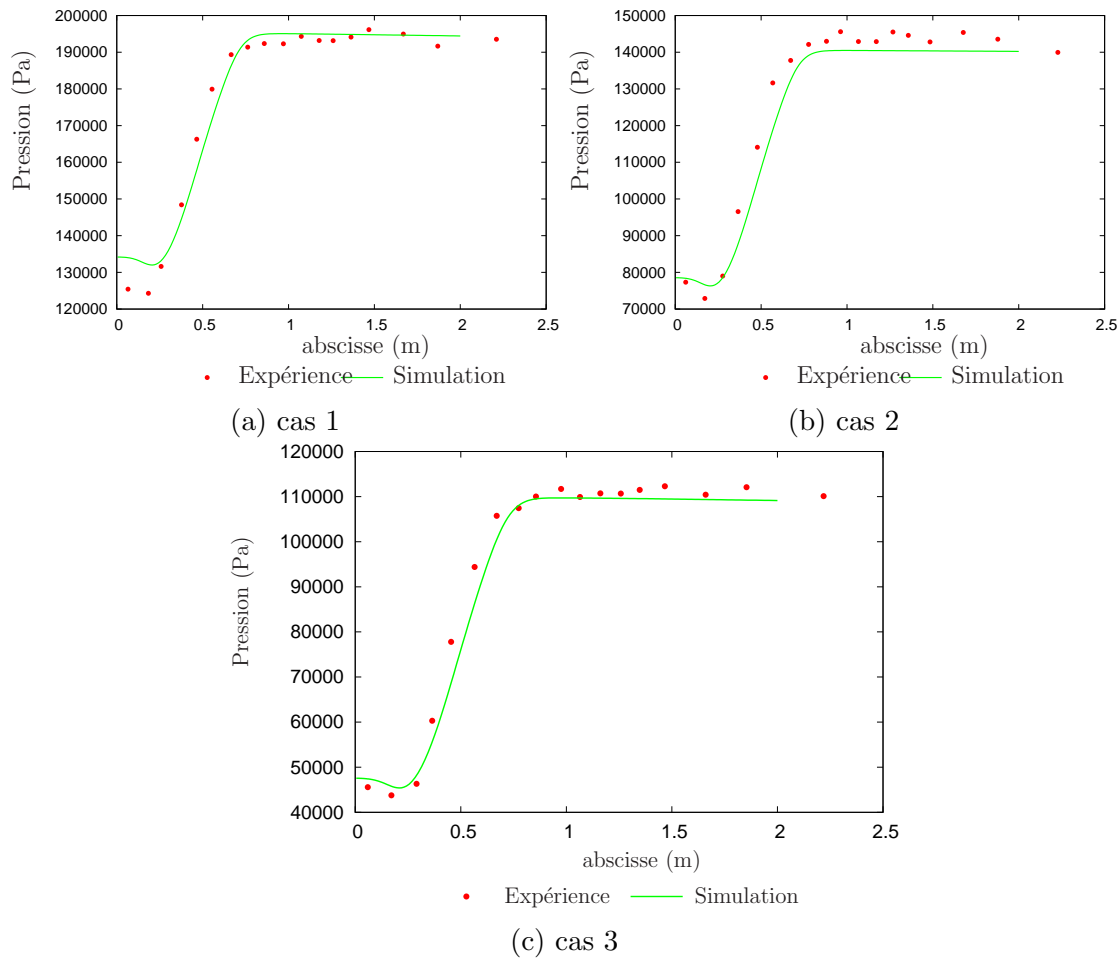 200000
190000
180000
170000
160000
150000
140000
130000
120000
Pression (Pa)
0 0.5 1 1.5 2 2.5
abscisse (m)
Expérience Simulation
(a) cas 1
150000
140000
130000
120000
110000
100000
90000
80000
70000
Pression (Pa)
0 0.5 1 1.5 2 2.5
abscisse (m)
Expérience Simulation
(b) cas 2
120000
110000
100000
90000
80000
70000
60000
50000
40000
Pression (Pa)
0 0.5 1 1.5 2 2.5
abscisse (m)
Expérience Simulation
(c) cas 3